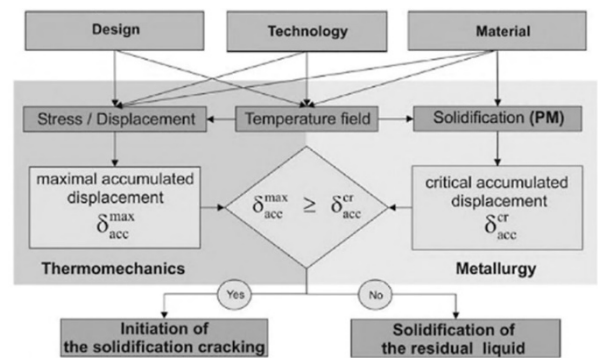 Design
Technology
Material
Stress / Displacement
Temperature field
Solidification (PM)
maximal accumulated
displacement
δ_acc^max
δ_acc^max ≥ δ_acc^cr
critical accumulated
displacement
δ_acc^cr
Thermomechanics
Metallurgy
Yes
No
Initiation of
the solidification cracking
Solidification of
the residual liquid